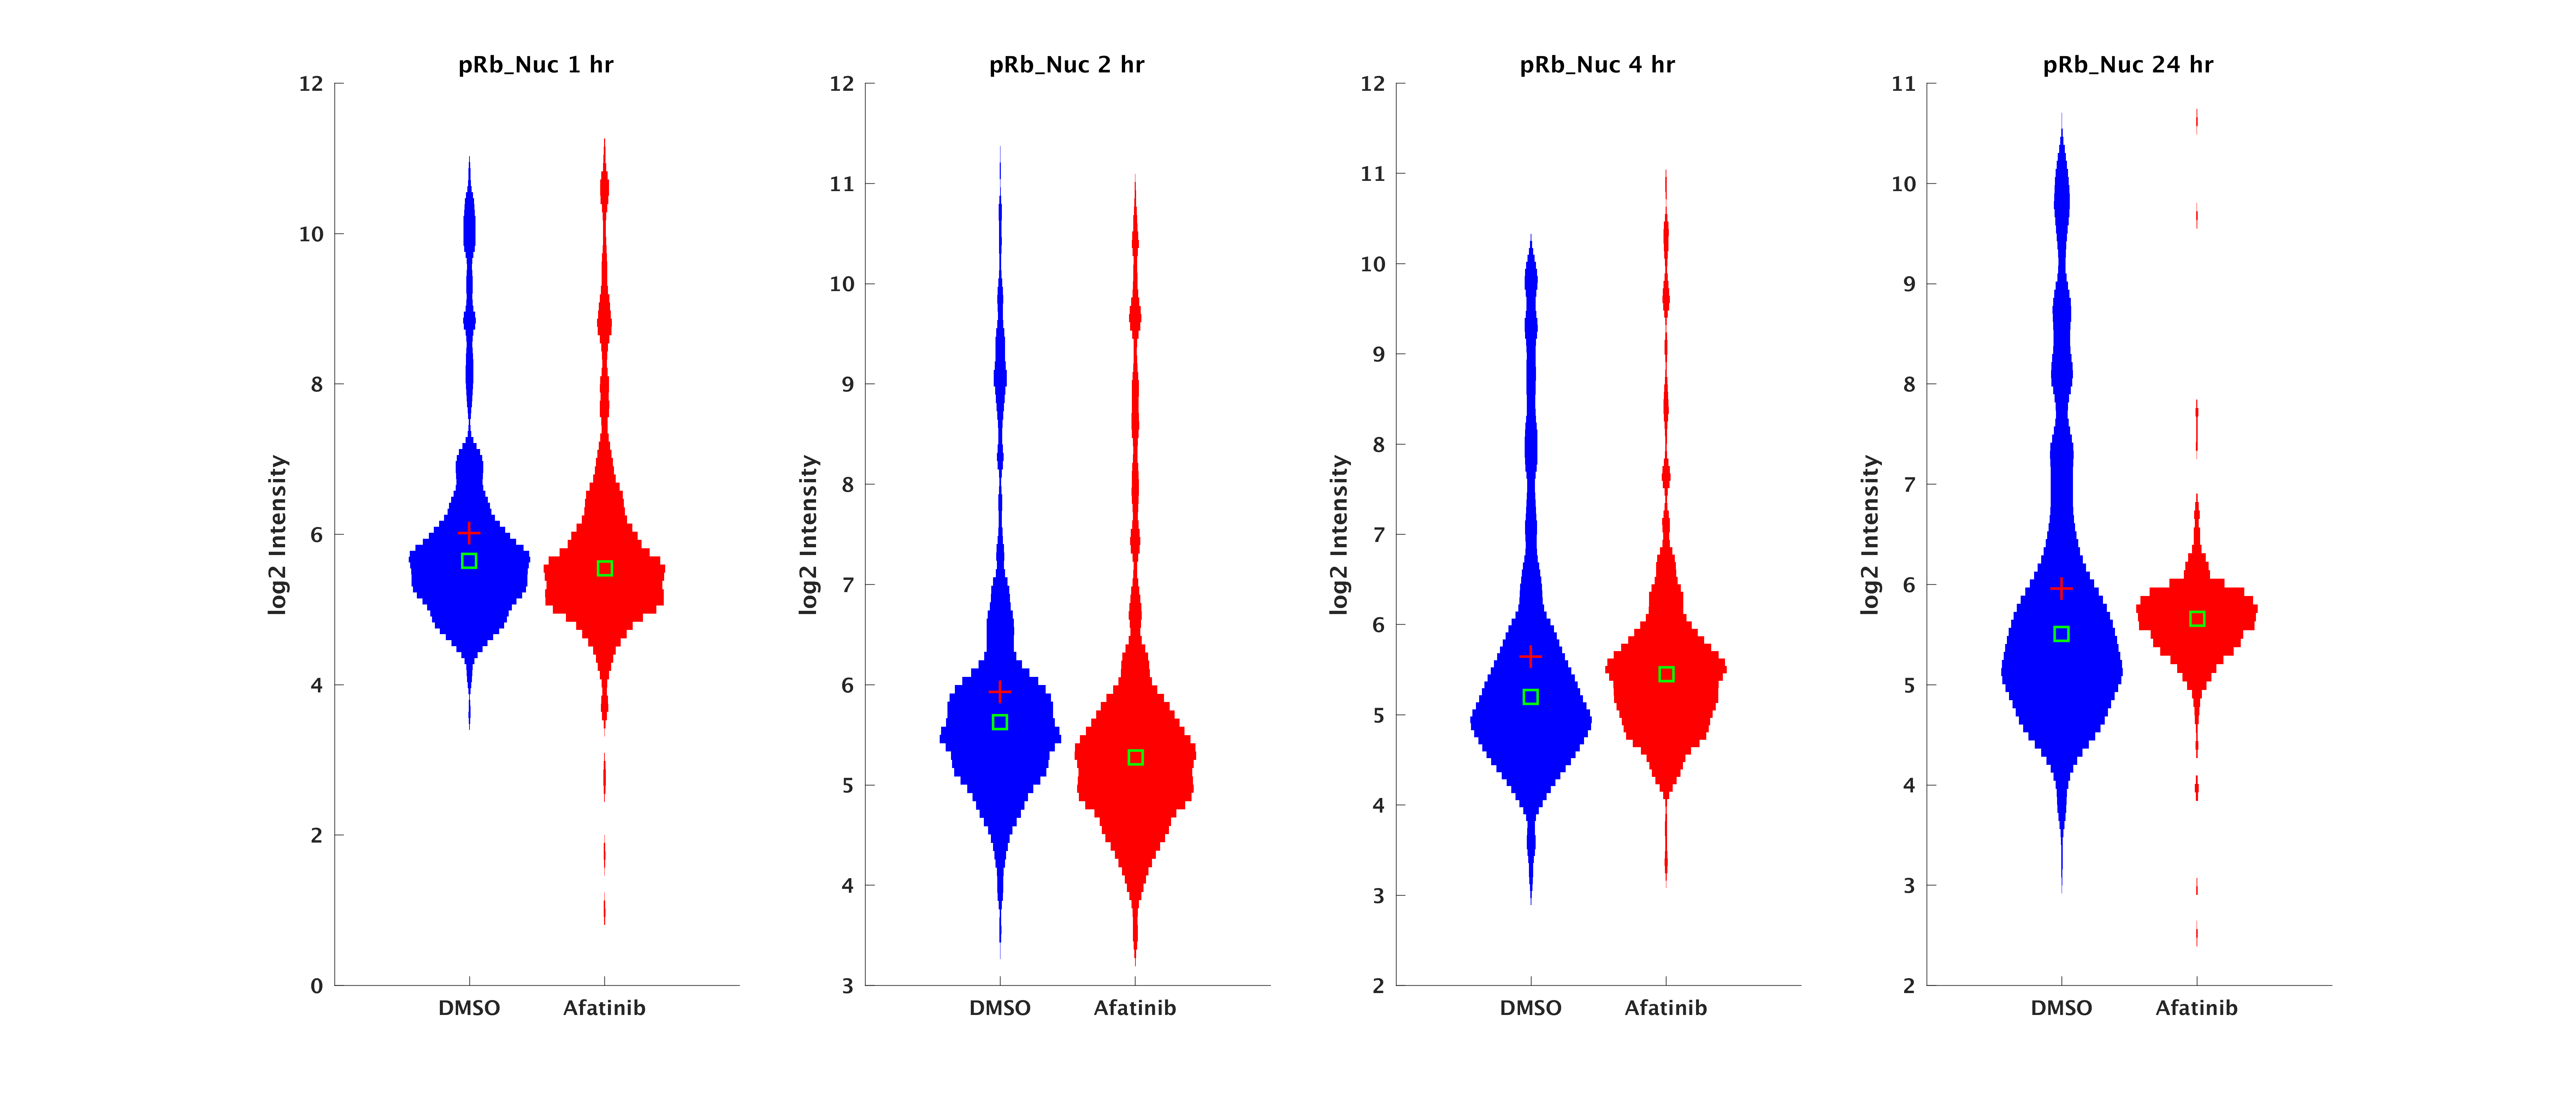 pRb_Nuc 1 hr
12
10
8
6
4
2
0
log2 Intensity
DMSO
Afatinib
pRb_Nuc 2 hr
12
11
10
9
8
7
6
5
4
3
log2 Intensity
DMSO
Afatinib
pRb_Nuc 4 hr
12
11
10
9
8
7
6
5
4
3
2
log2 Intensity
DMSO
Afatinib
pRb_Nuc 24 hr
11
10
9
8
7
6
5
4
3
2
log2 Intensity
DMSO
Afatinib